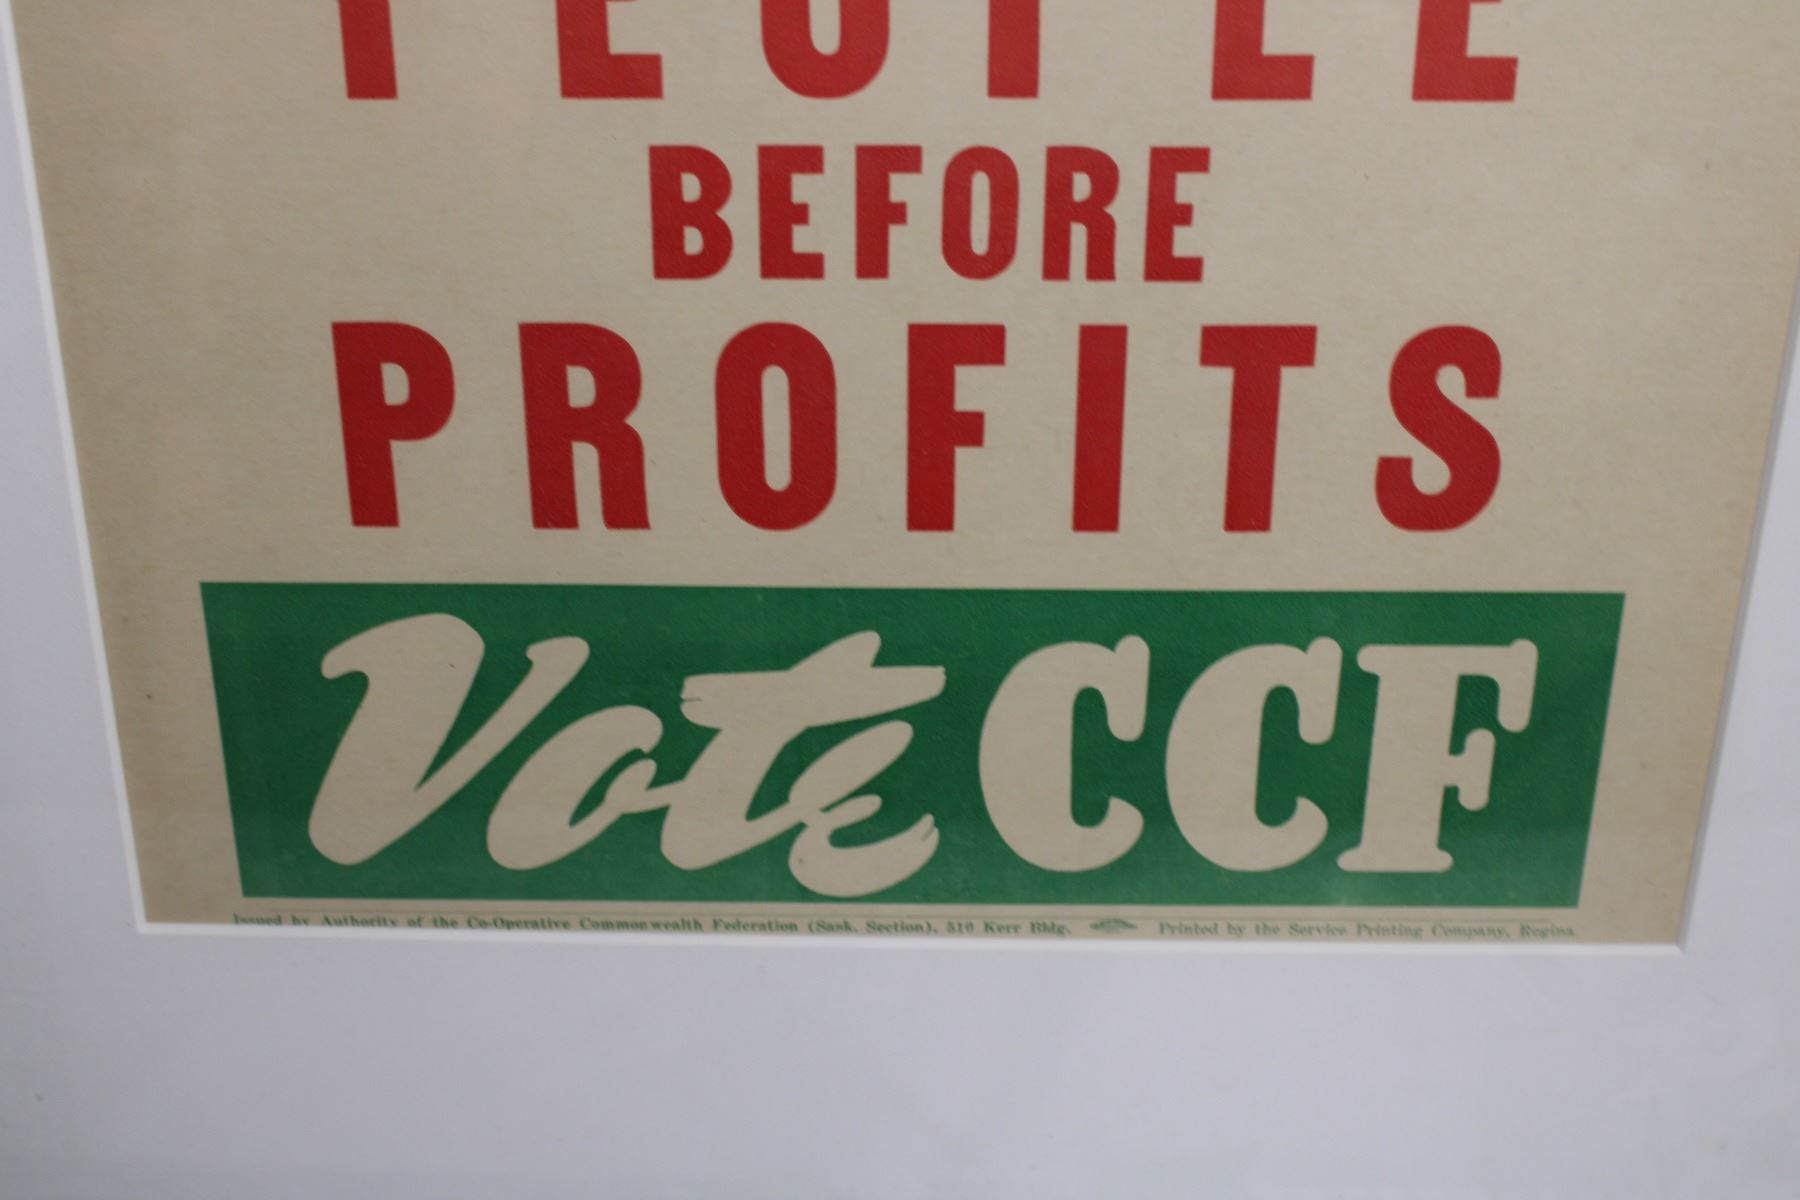 PEOPLE
BEFORE
PROFITS
Vote CCF
Issued by Authority of the Co-Operative Commonwealth Federation (Sask. Section), 510 Kerr Bldg. Printed by the Service Printing Company, Regina